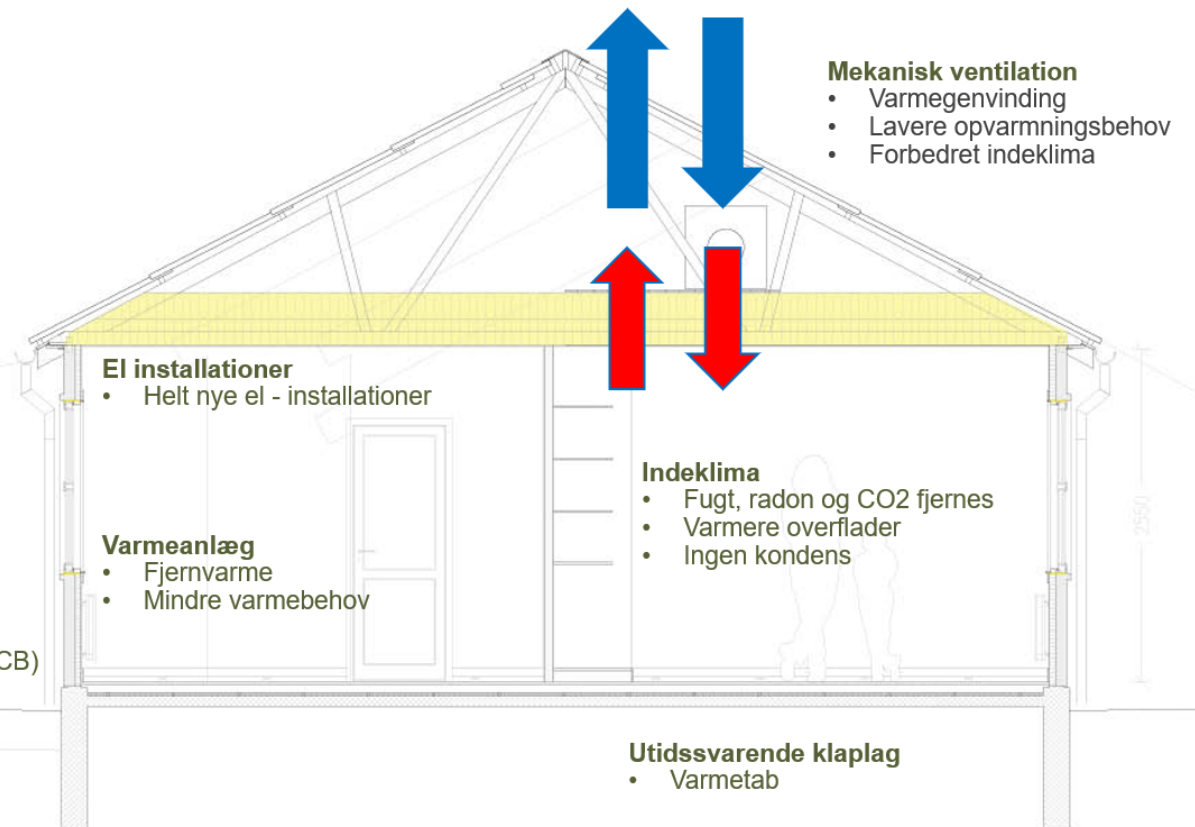 Mekanisk ventilation
• Varmegenvinding
• Lavere opvarmningsbehov
• Forbedret indeklima
El installationer
• Helt nye el - installationer
Indeklima
• Fugt, radon og CO2 fjernes
• Varmere overflader
• Ingen kondens
2550
Varmeanlæg
• Fjernvarme
• Mindre varmebehov
CB)
Utidssvarende klaplag
• Varmetab